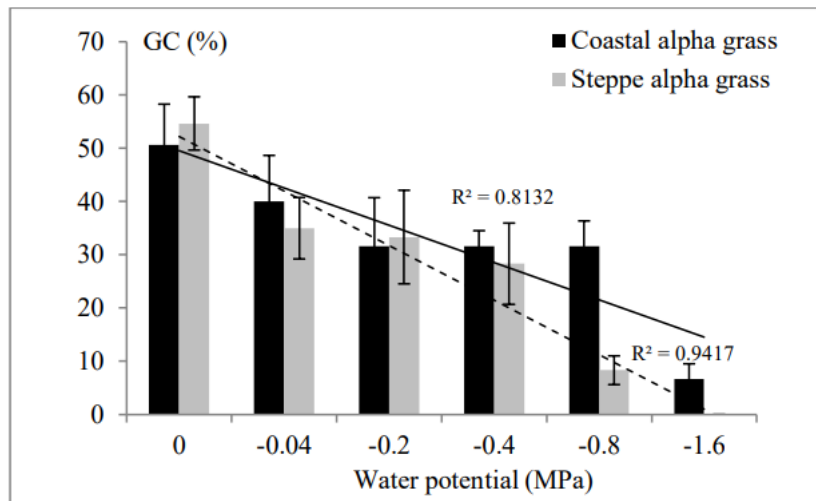 GC (%)
Coastal alpha grass
Steppe alpha grass
70
60
50
40
30
20
10
0
R² = 0.8132
R² = 0.9417
0 -0.04 -0.2 -0.4 -0.8 -1.6
Water potential (MPa)